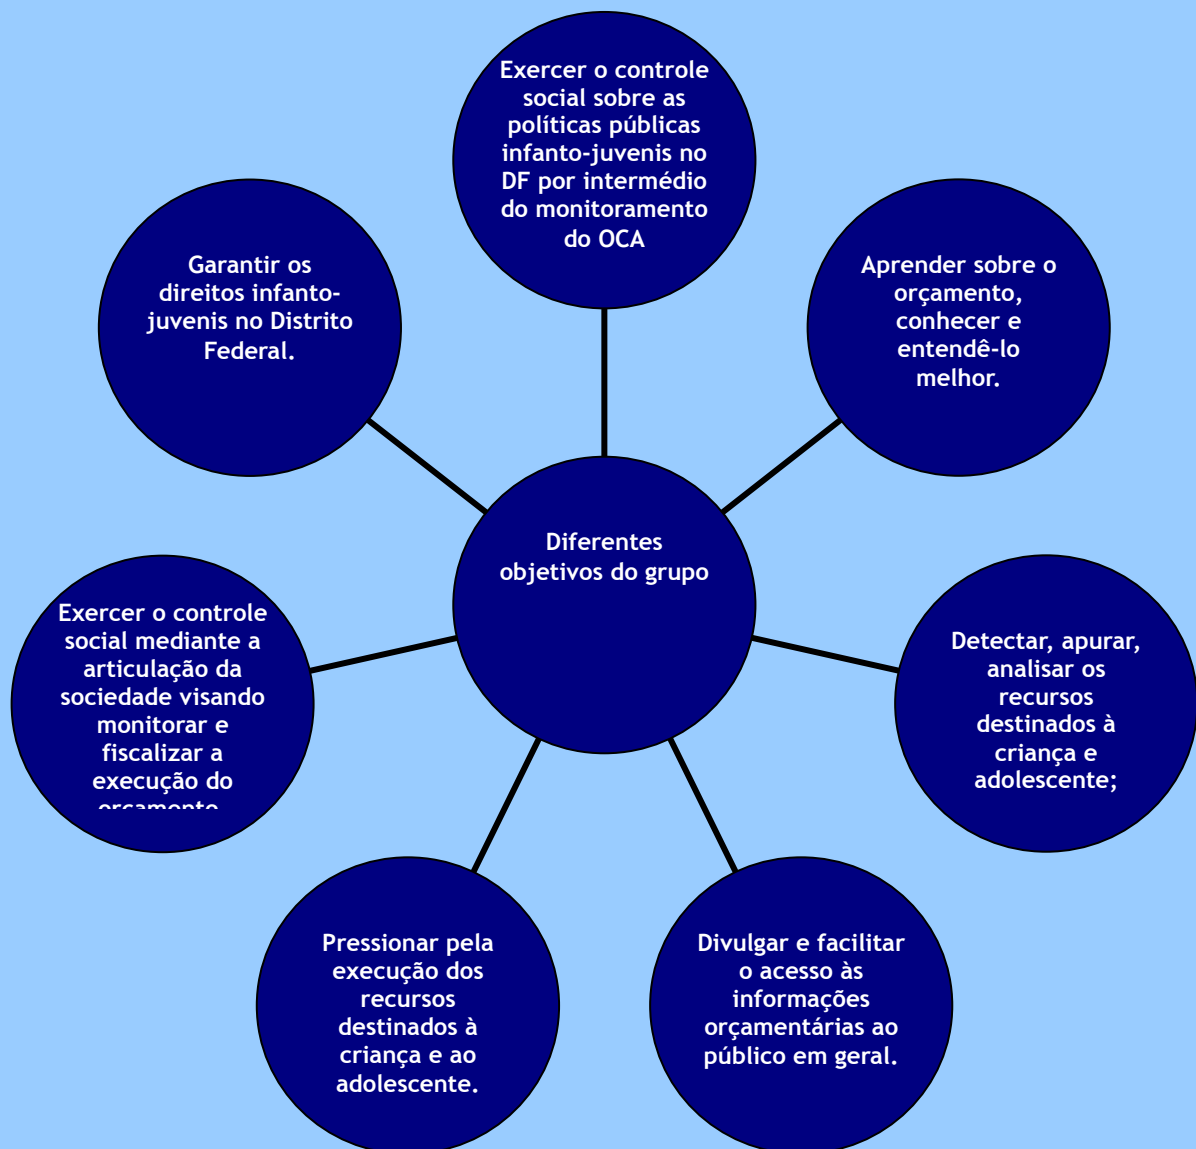 Exercer o controle
social sobre as
políticas públicas
infanto-juvenis no
DF por intermédio
do monitoramento
do OCA
Aprender sobre o
orçamento,
conhecer e
entendê-lo
melhor.
Detectar, apurar,
analisar os
recursos
destinados à
criança e
adolescente;
Divulgar e facilitar
o acesso às
informações
orçamentárias ao
público em geral.
Pressionar pela
execução dos
recursos
destinados à
criança e ao
adolescente.
Exercer o controle
social mediante a
articulação da
sociedade visando
monitorar e
fiscalizar a
execução do
Garantir os
direitos infanto-
juvenis no Distrito
Federal.
Diferentes
objetivos do grupo